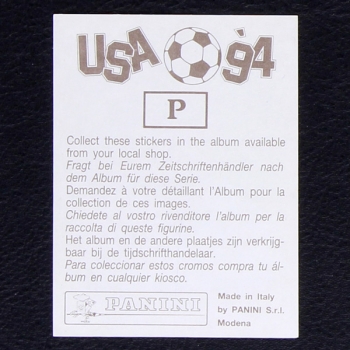 USA '94
P
Collect these stickers in the album available
from your local shop.
Fragt bei Eurem Zeitschriftenhändler nach
dem Album für diese Serie.
Demandez à votre détaillant l'Album pour la
collection de ces images.
Chiedete al vostro rivenditore l'album per la
raccolta di queste figurine.
Het album en de andere plaatjes zijn verkrijg-
baar bij de tijdschrifthandelaar.
Para coleccionar estos cromos compra tu ál-
bum en cualquier kiosco.
PANINI
Made in Italy
by PANINI S.r.l.
Modena